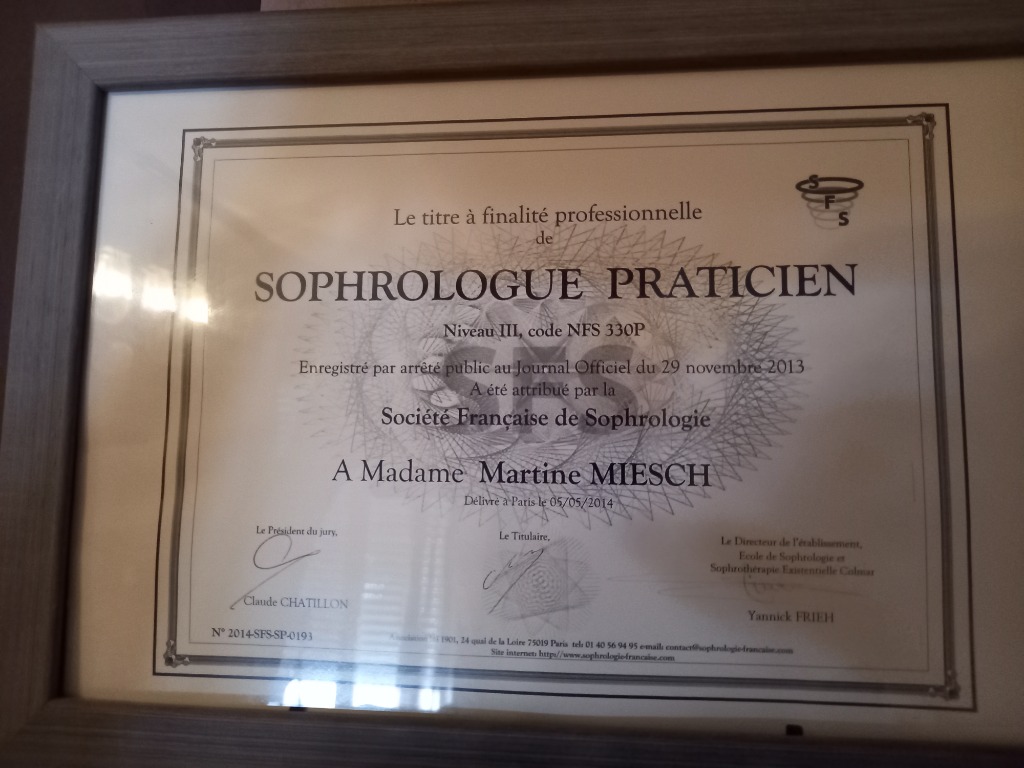 SFS
Le titre à finalité professionnelle
de
SOPHROLOGUE PRATICIEN
Niveau III, code NFS 330P
Enregistré par arrêté public au Journal Officiel du 29 novembre 2013
A été attribué par la
Société Française de Sophrologie
A Madame Martine MIESCH
Délivré à Paris le 05/05/2014
Le Président du jury,
Le Titulaire,
Le Directeur de l'établissement,
Ecole de Sophrologie et
Sophrothérapie Existentielle Colmar
Claude CHATILLON
Yannick FRIEH
N° 2014-SFS-SP-0193
1901, 24 quai de la Loire 75019 Paris tel: 01 40 56 94 95 e-mail: contact@sophrologie-francaise.com
Site internet: http://www.sophrologie-francaise.com